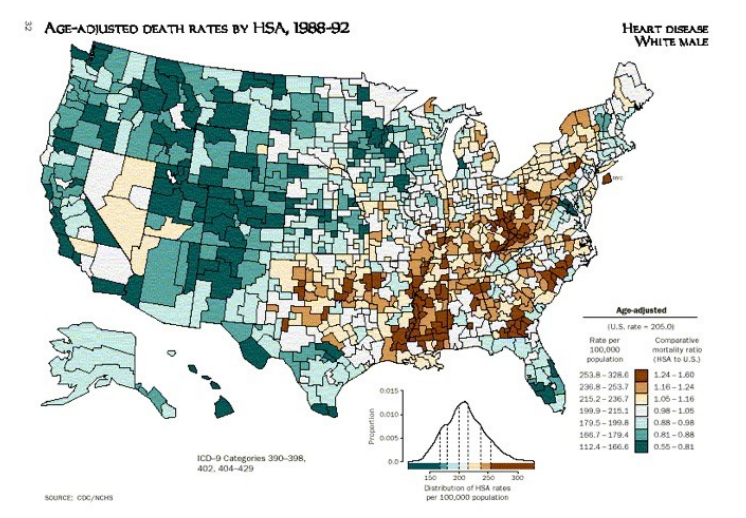 32
AGE-ADJUSTED DEATH RATES BY HSA, 1988-92
HEART DISEASE
WHITE MALE
NYC
Age-adjusted
(U.S. rate = 205.0)
Rate per
100,000
population
Comparative
mortality ratio
(HSA to U.S.)
253.8 – 328.6 1.24 – 1.60
236.8 – 253.7 1.16 – 1.24
215.2 – 236.7 1.05 – 1.16
199.9 – 215.1 0.98 – 1.05
179.5 – 199.8 0.88 – 0.98
166.7 – 179.4 0.81 – 0.88
112.4 – 166.6 0.55 – 0.81
0.015
0.010
0.005
0.0
Proportion
150 200 250 300
Distribution of HSA rates
per 100,000 population
ICD-9 Categories 390–398,
402, 404–429
SOURCE: CDC/NCHS